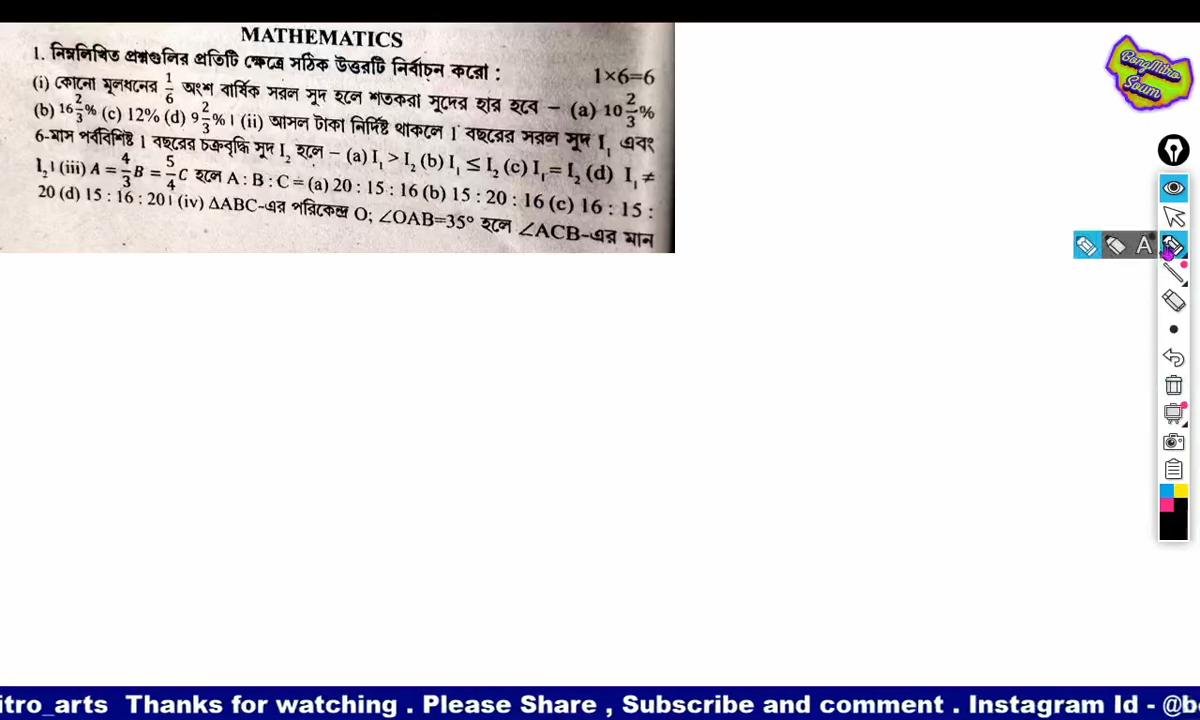 MATHEMATICS
1. নিম্নলিখিত প্রশ্নগুলির প্রতিটি ক্ষেত্রে সঠিক উত্তরটি নির্বাচন করো : 1×6=6
(i) কোনো মূলধনের 1/6 অংশ বার্ষিক সরল সুদ হলে শতকরা সুদের হার হবে – (a) 10 2/3%
(b) 16 2/3% (c) 12% (d) 9 2/3%। (ii) আসল টাকা নির্দিষ্ট থাকলে 1 বছরের সরল সুদ I₁ এবং
6-মাস পর্ববিশিষ্ট 1 বছরের চক্রবৃদ্ধি সুদ I₂ হলে – (a) I₁ > I₂ (b) I₁ ≤ I₂ (c) I₁ = I₂ (d) I₁ ≠
I₂। (iii) A = 4/3 B = 5/4 C হলে A : B : C = (a) 20 : 15 : 16 (b) 15 : 20 : 16 (c) 16 : 15 :
20 (d) 15 : 16 : 20। (iv) ΔABC-এর পরিকেন্দ্র O; ∠OAB=35° হলে ∠ACB-এর মান
BongMitro
Soam
A
itro_arts Thanks for watching . Please Share , Subscribe and comment . Instagram Id - @b